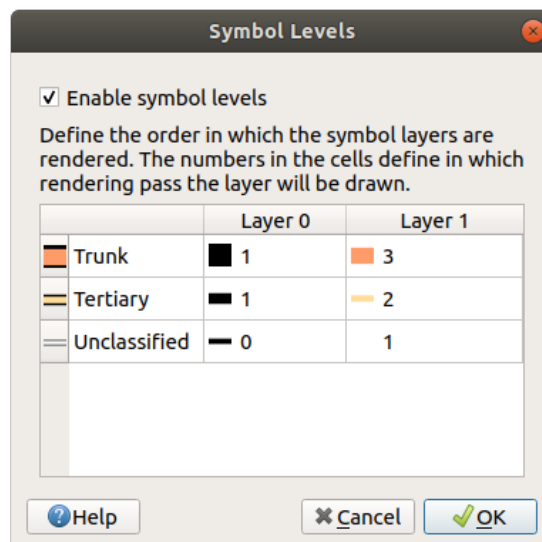 Symbol Levels
Enable symbol levels
Define the order in which the symbol layers are
rendered. The numbers in the cells define in which
rendering pass the layer will be drawn.
Layer 0 Layer 1
Trunk 1 3
Tertiary 1 2
Unclassified 0 1
Help Cancel OK